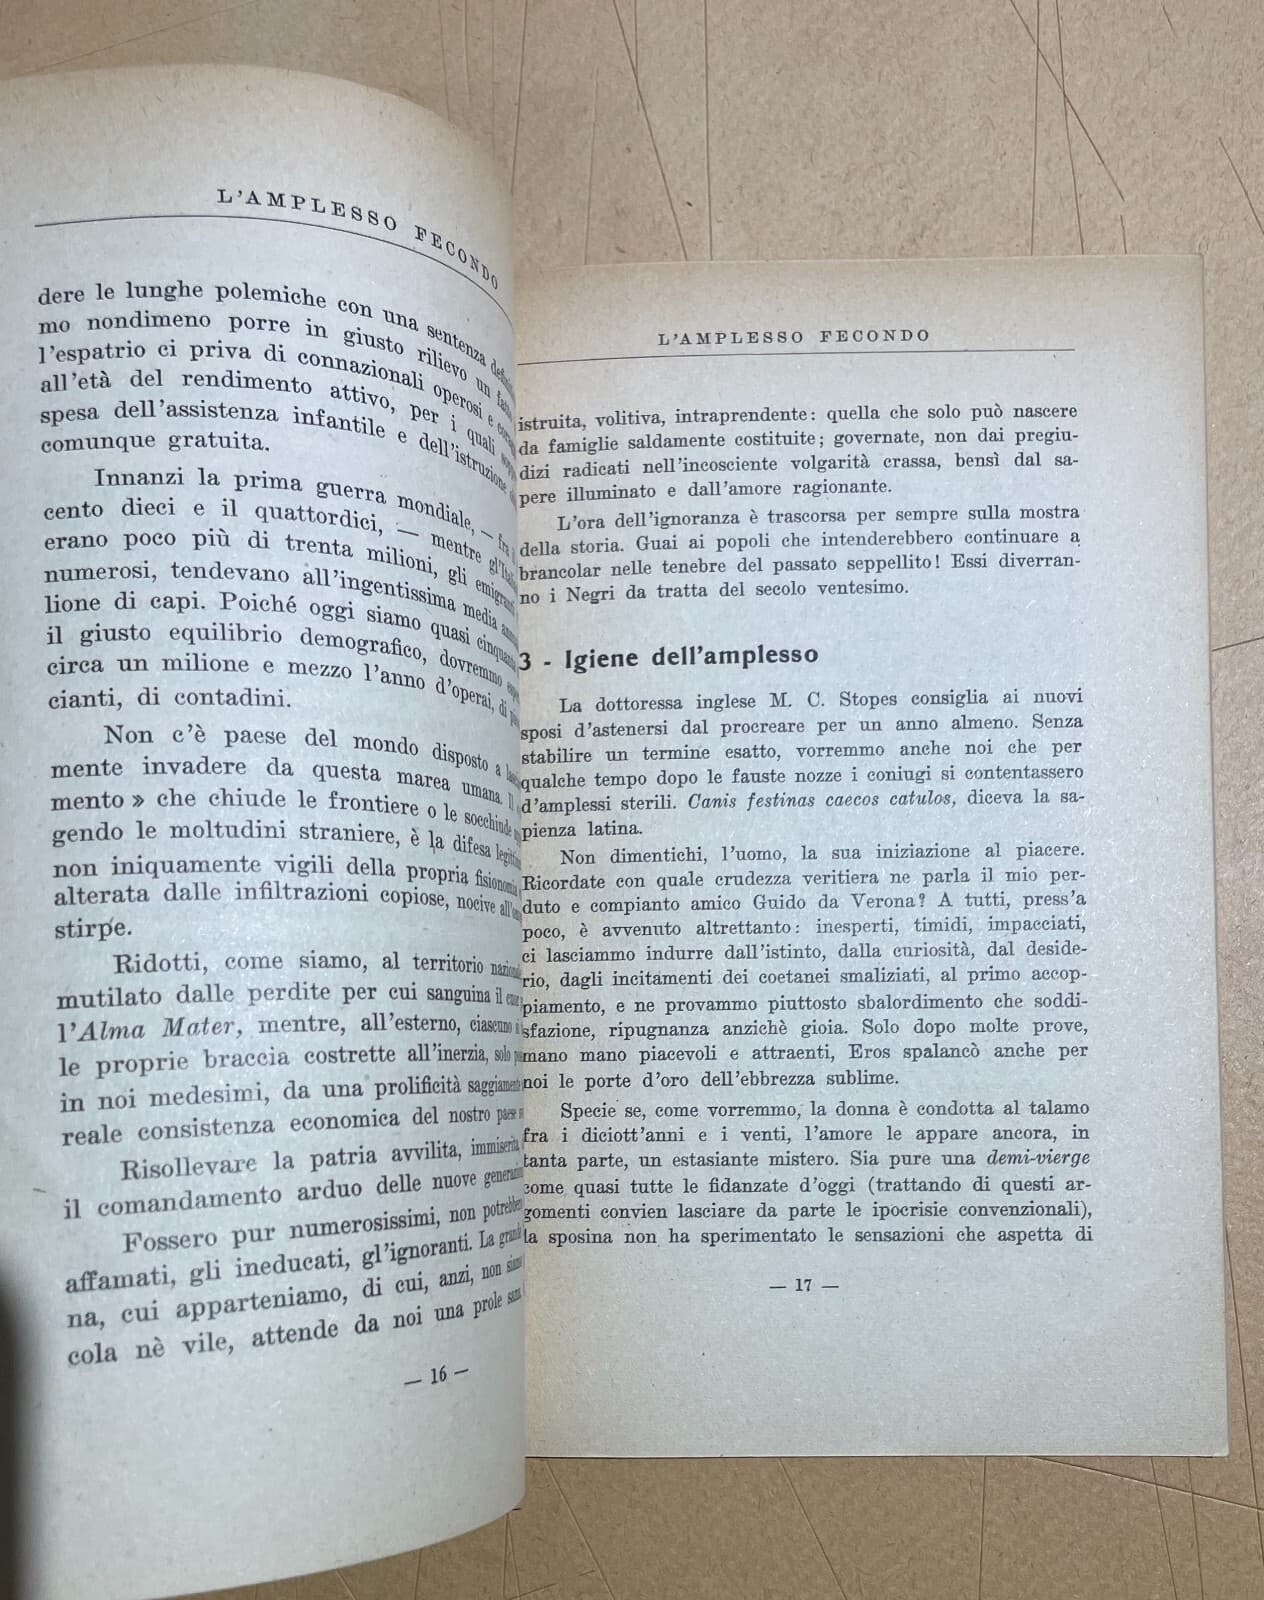 L'AMPLESSO FECONDO
dere le lunghe polemiche con una sentenza
mo nondimeno porre in giusto rilievo un
l'espatrio ci priva di connazionali operosi e
all'età del rendimento attivo, per i quali
spesa dell'assistenza infantile e dell'istruzione
comunque gratuita.
Innanzi la prima guerra mondiale, — fra
cento dieci e il quattordici, — mentre
erano poco più di trenta milioni, gli
numerosi, tendevano all'ingentissima media
lione di capi. Poiché oggi siamo quasi
il giusto equilibrio demografico, dovremmo
circa un milione e mezzo l'anno d'operai, di
cianti, di contadini.
Non c'è paese del mondo disposto a
mente invadere da questa marea umana. Il
mento » che chiude le frontiere o le socchiude
gendo le moltudini straniere, è la difesa
non iniquamente vigili della propria
alterata dalle infiltrazioni copiose, nocive
stirpe.
Ridotti, come siamo, al territorio
mutilato dalle perdite per cui sanguina il
l'Alma Mater, mentre, all'esterno, ciascuno
le proprie braccia costrette all'inerzia, solo
in noi medesimi, da una prolificità saggiamente
reale consistenza economica del nostro paese
Risollevare la patria avvilita, immiserita,
il comandamento arduo delle nuove
Fossero pur numerosissimi, non potrebbero
affamati, gli ineducati, gl'ignoranti. La
na, cui apparteniamo, di cui, anzi, non
cola nè vile, attende da noi una prole
— 16 —
L'AMPLESSO FECONDO
istruita, volitiva, intraprendente: quella che solo può nascere
da famiglie saldamente costituite; governate, non dai pregiu-
dizi radicati nell'incosciente volgarità crassa, bensì dal sa-
pere illuminato e dall'amore ragionante.
L'ora dell'ignoranza è trascorsa per sempre sulla mostra
della storia. Guai ai popoli che intenderebbero continuare a
brancolar nelle tenebre del passato seppellito! Essi diverran-
no i Negri da tratta del secolo ventesimo.
3 - Igiene dell'amplesso
La dottoressa inglese M. C. Stopes consiglia ai nuovi
sposi d'astenersi dal procreare per un anno almeno. Senza
stabilire un termine esatto, vorremmo anche noi che per
qualche tempo dopo le fauste nozze i coniugi si contentassero
d'amplessi sterili. Canis festinas caecos catulos, diceva la sa-
pienza latina.
Non dimentichi, l'uomo, la sua iniziazione al piacere.
Ricordate con quale crudezza veritiera ne parla il mio per-
duto e compianto amico Guido da Verona? A tutti, press'a
poco, è avvenuto altrettanto: inesperti, timidi, impacciati,
ci lasciammo indurre dall'istinto, dalla curiosità, dal deside-
rio, dagli incitamenti dei coetanei smaliziati, al primo accop-
piamento, e ne provammo piuttosto sbalordimento che soddi-
sfazione, ripugnanza anzichè gioia. Solo dopo molte prove,
mano mano piacevoli e attraenti, Eros spalancò anche per
noi le porte d'oro dell'ebbrezza sublime.
Specie se, come vorremmo, la donna è condotta al talamo
fra i diciott'anni e i venti, l'amore le appare ancora, in
tanta parte, un estasiante mistero. Sia pure una demi-vierge
come quasi tutte le fidanzate d'oggi (trattando di questi ar-
gomenti convien lasciare da parte le ipocrisie convenzionali),
la sposina non ha sperimentato le sensazioni che aspetta di
— 17 —